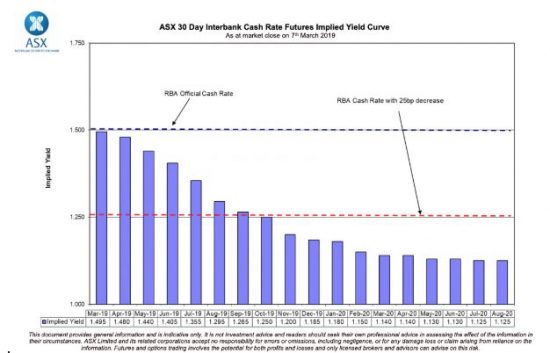 ASX
ASX 30 Day Interbank Cash Rate Futures Implied Yield Curve
As at market close on 7th March 2019
1.750
RBA Official Cash Rate
RBA Cash Rate with 25bp decrease
1.500
Implied Yield
1.250
1.000
Mar-19 Apr-19 May-19 Jun-19 Jul-19 Aug-19 Sep-19 Oct-19 Nov-19 Dec-19 Jan-20 Feb-20 Mar-20 Apr-20 May-20 Jun-20 Jul-20 Aug-20
Implied Yield 1.495 1.480 1.440 1.405 1.355 1.295 1.265 1.250 1.200 1.185 1.180 1.150 1.140 1.140 1.130 1.130 1.125 1.125
This document provides general information and is indicative only. It is not investment advice and readers should seek their own professional advice in assessing the effect of the information in
their circumstances. ASX Limited and its related corporations accept no responsibility for errors or omissions, including negligence, or for any damage loss or claim arising from reliance on the
information. Futures and options trading involves the potential for both profits and losses and only licensed brokers and advisors can advise on this risk.